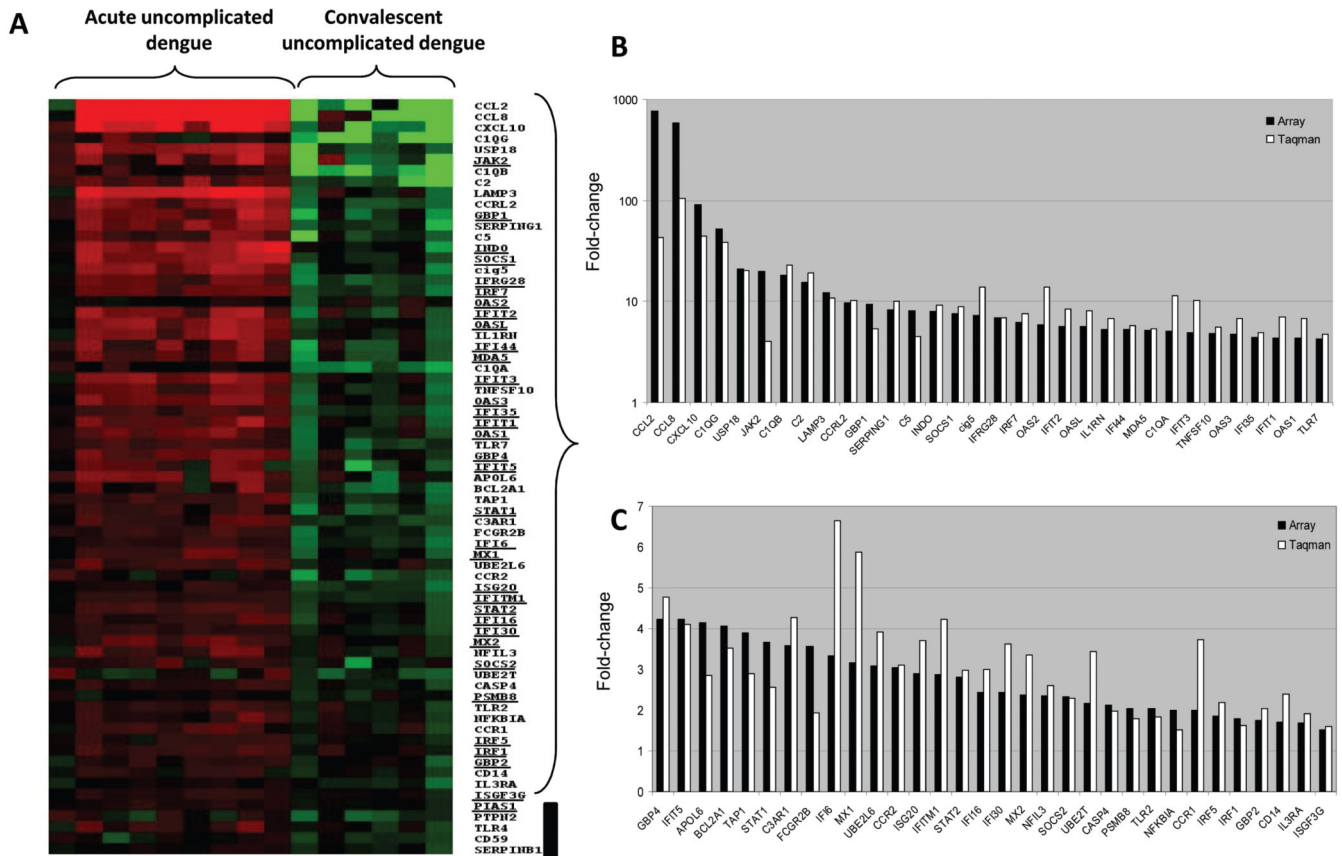 A
Acute uncomplicated
dengue
Convalescent
uncomplicated dengue
CCL2
CCL8
CXCL10
C1QG
USP18
JAK2
C1QB
C2
LAMP3
CCRL2
GBP1
SERPING1
C5
INDO
SOCS1
cig5
IFRG28
IRF7
OAS2
IFIT2
OASL
IL1RN
IFI44
MDA5
C1QA
IFIT3
TNFSF10
OAS3
IFI35
IFIT1
OAS1
TLR7
GBP4
IFIT5
APOL6
BCL2A1
TAP1
STAT1
C3AR1
FCGR2B
IFI6
MX1
UBE2L6
CCR2
ISG20
IFITM1
STAT2
IFI16
IFI30
MX2
NFIL3
SOCS2
UBE2T
CASP4
PSMB8
TLR2
NFKBIA
CCR1
IRF5
IRF1
GBP2
CD14
IL3RA
ISGF3G
PIAS1
PTPN2
TLR4
CD59
SERPINB1
B
1000
100
10
1
Fold-change
Array
Taqman
CCL2
CCL8
CXCL10
C1QG
USP18
JAK2
C1QB
C2
LAMP3
CCRL2
GBP1
SERPING1
C5
INDO
SOCS1
cig5
IFRG28
IRF7
OAS2
IFIT2
OASL
IL1RN
IFI44
MDA5
C1QA
IFIT3
TNFSF10
OAS3
IFI35
IFIT1
OAS1
TLR7
C
7
6
5
4
3
2
1
0
Fold-change
Array
Taqman
GBP4
IFIT5
APOL6
BCL2A1
TAP1
STAT1
C3AR1
FCGR2B
IFI6
MX1
UBE2L6
CCR2
ISG20
IFITM1
STAT2
IFI16
IFI30
MX2
NFIL3
SOCS2
UBE2T
CASP4
PSMB8
TLR2
NFKBIA
CCR1
IRF5
IRF1
GBP2
CD14
IL3RA
ISGF3G